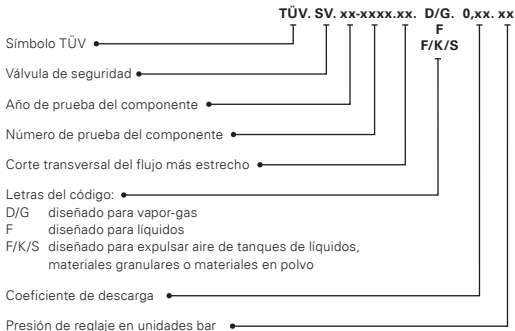 TÜV. SV. xx-xxxx.xx. D/G. 0,xx. xx
F
F/K/S
Símbolo TÜV
Válvula de seguridad
Año de prueba del componente
Número de prueba del componente
Corte transversal del flujo más estrecho
Letras del código:
D/G diseñado para vapor-gas
F diseñado para líquidos
F/K/S diseñado para expulsar aire de tanques de líquidos,
materiales granulares o materiales en polvo
Coeficiente de descarga
Presión de reglaje en unidades bar